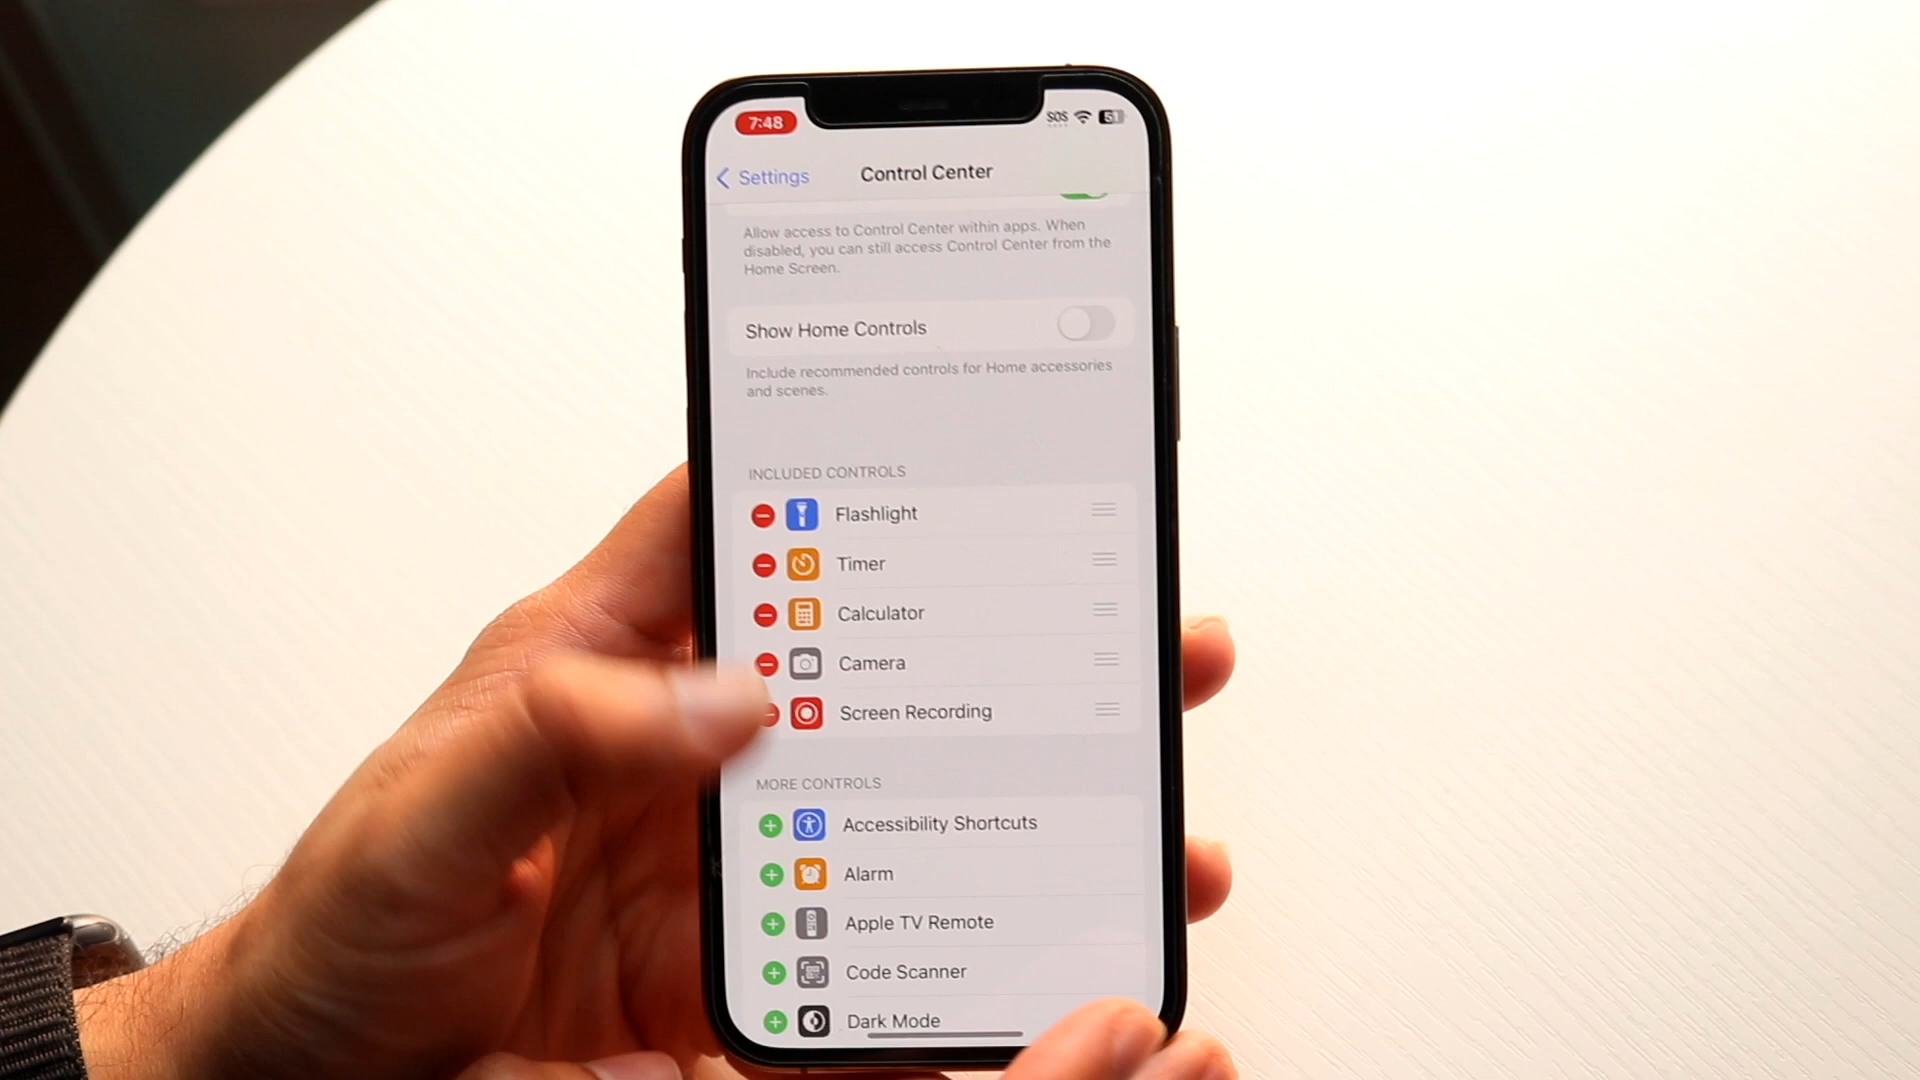 7:48
SOS
51
Settings
Control Center
Allow access to Control Center within apps. When
disabled, you can still access Control Center from the
Home Screen.
Show Home Controls
Include recommended controls for Home accessories
and scenes.
INCLUDED CONTROLS
Flashlight
Timer
Calculator
Camera
Screen Recording
MORE CONTROLS
Accessibility Shortcuts
Alarm
Apple TV Remote
Code Scanner
Dark Mode